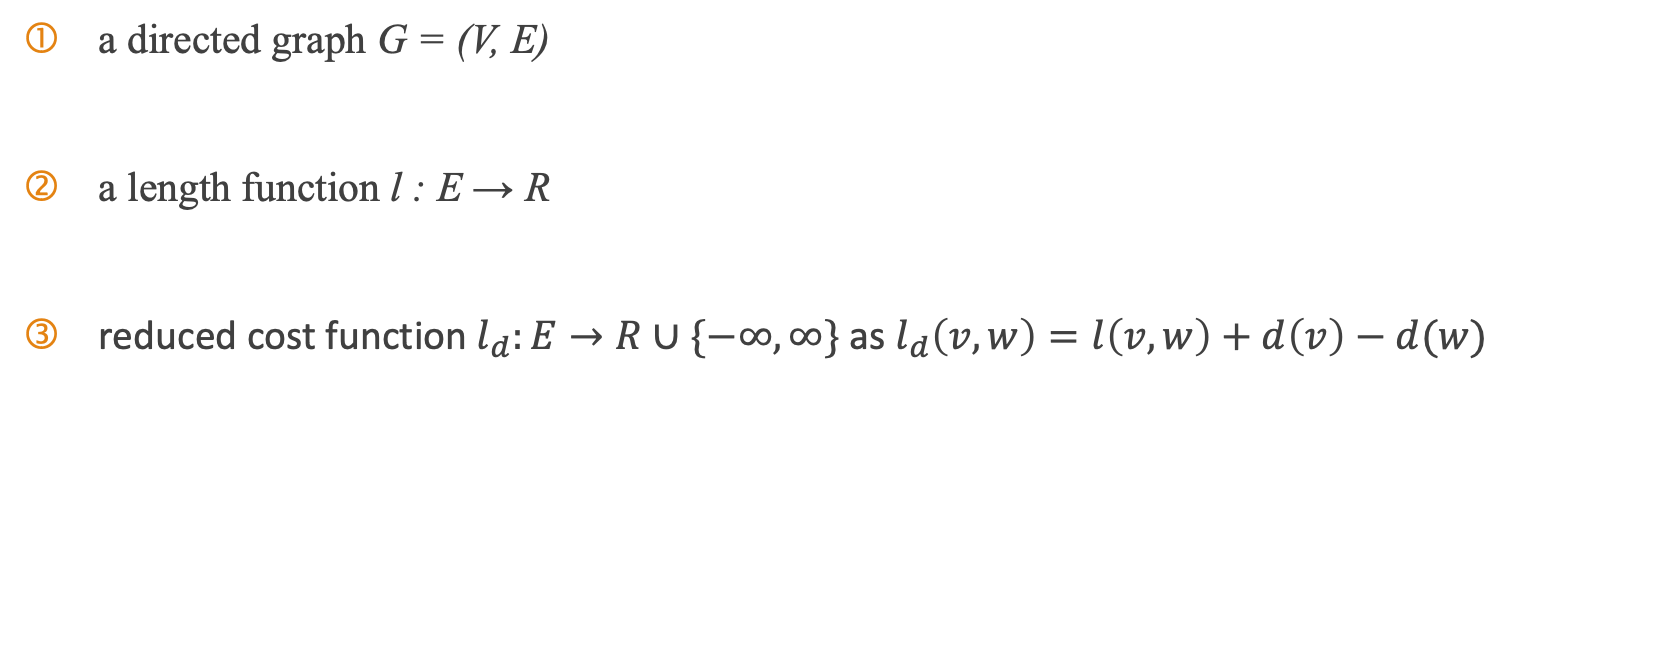 ① a directed graph G = (V, E)
② a length function l : E → R
③ reduced cost function l_d: E → R ∪ {−∞, ∞} as l_d(v, w) = l(v, w) + d(v) − d(w)